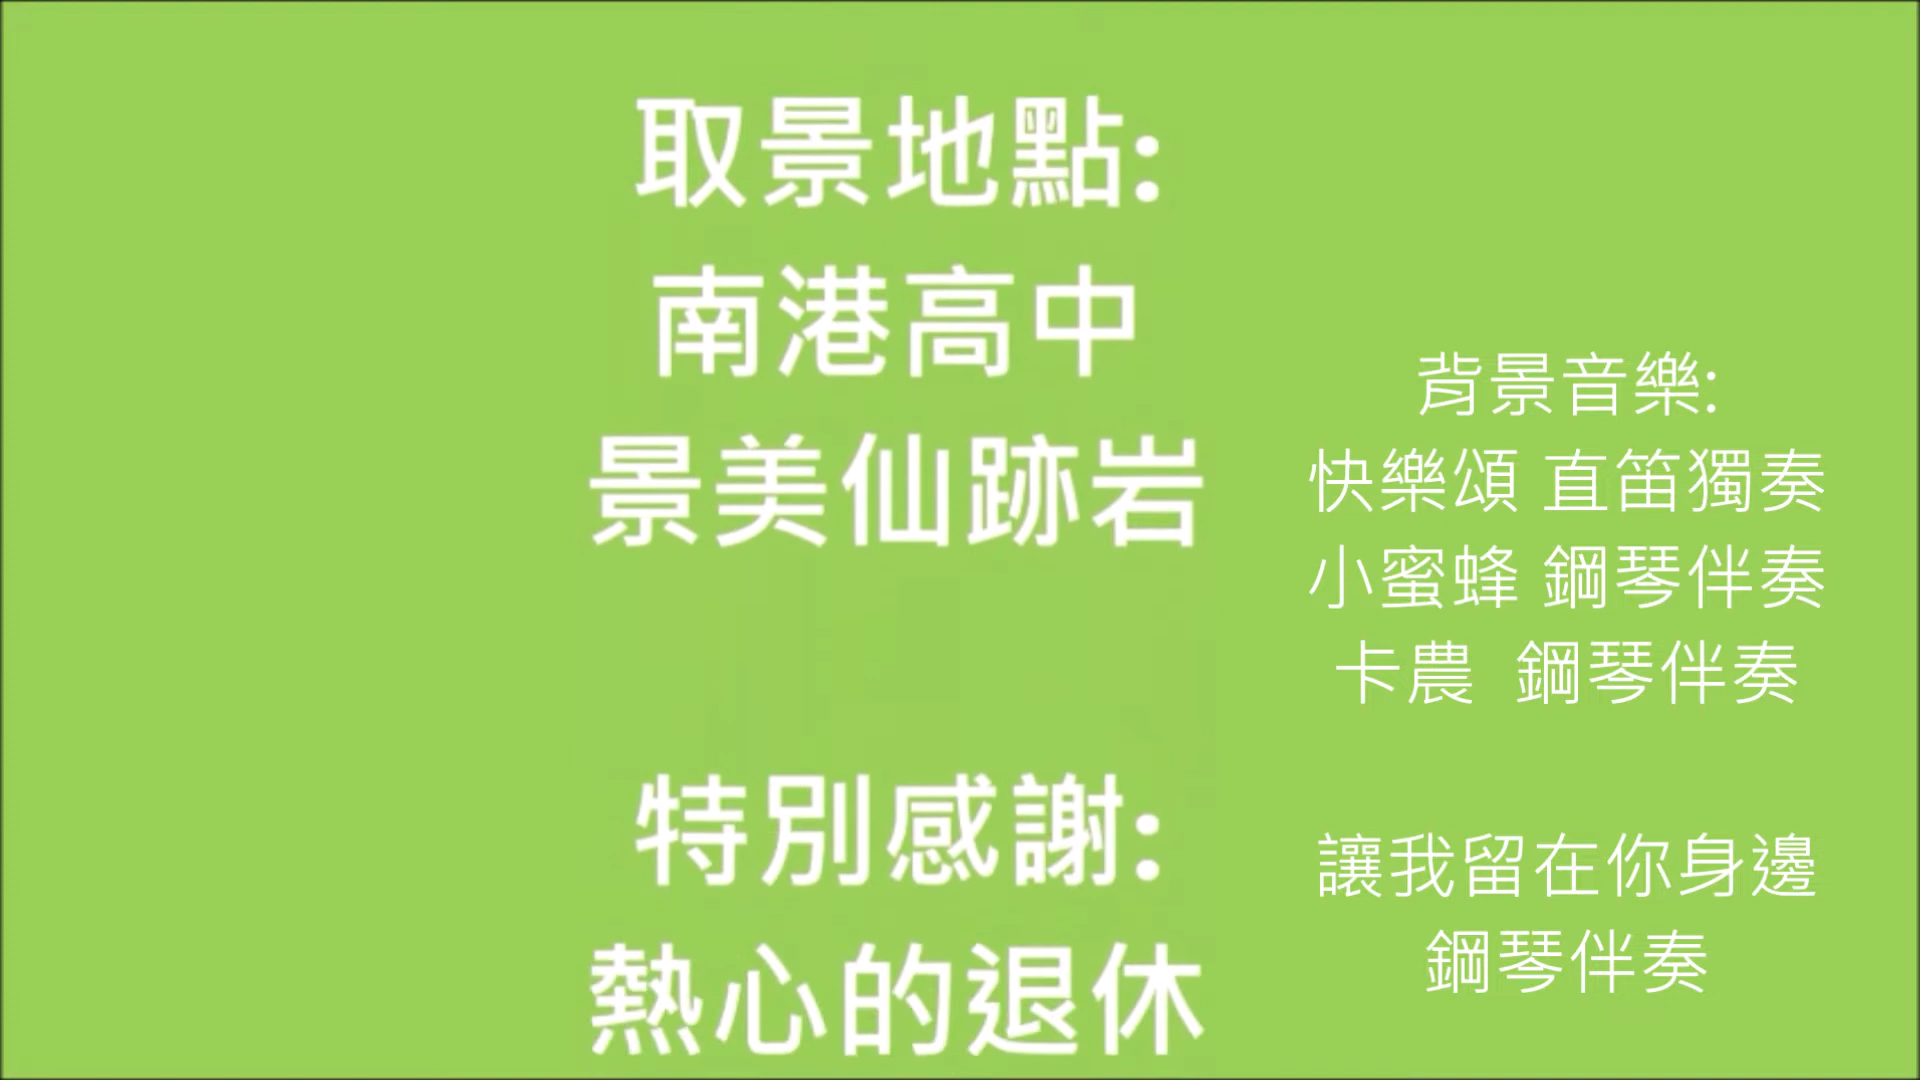 取景地點:
南港高中
景美仙跡岩
特別感謝:
熱心的退休
背景音樂:
快樂頌 直笛獨奏
小蜜蜂 鋼琴伴奏
卡農 鋼琴伴奏
讓我留在你身邊
鋼琴伴奏